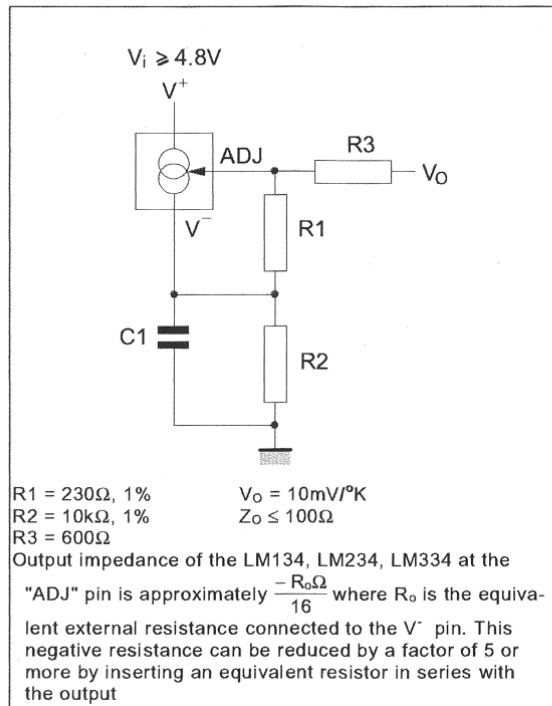 Vi ⩾ 4.8V
V+
ADJ
R3
VO
V−
R1
C1
R2
R1 = 230Ω, 1%
VO = 10mV/°K
R2 = 10kΩ, 1%
ZO ≤ 100Ω
R3 = 600Ω
Output impedance of the LM134, LM234, LM334 at the
"ADJ" pin is approximately − RoΩ / 16 where Ro is the equiva-
lent external resistance connected to the V- pin. This
negative resistance can be reduced by a factor of 5 or
more by inserting an equivalent resistor in series with
the output